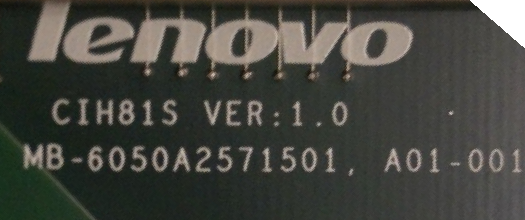 lenovo
CIH81S VER:1.0
MB-6050A2571501, A01-001